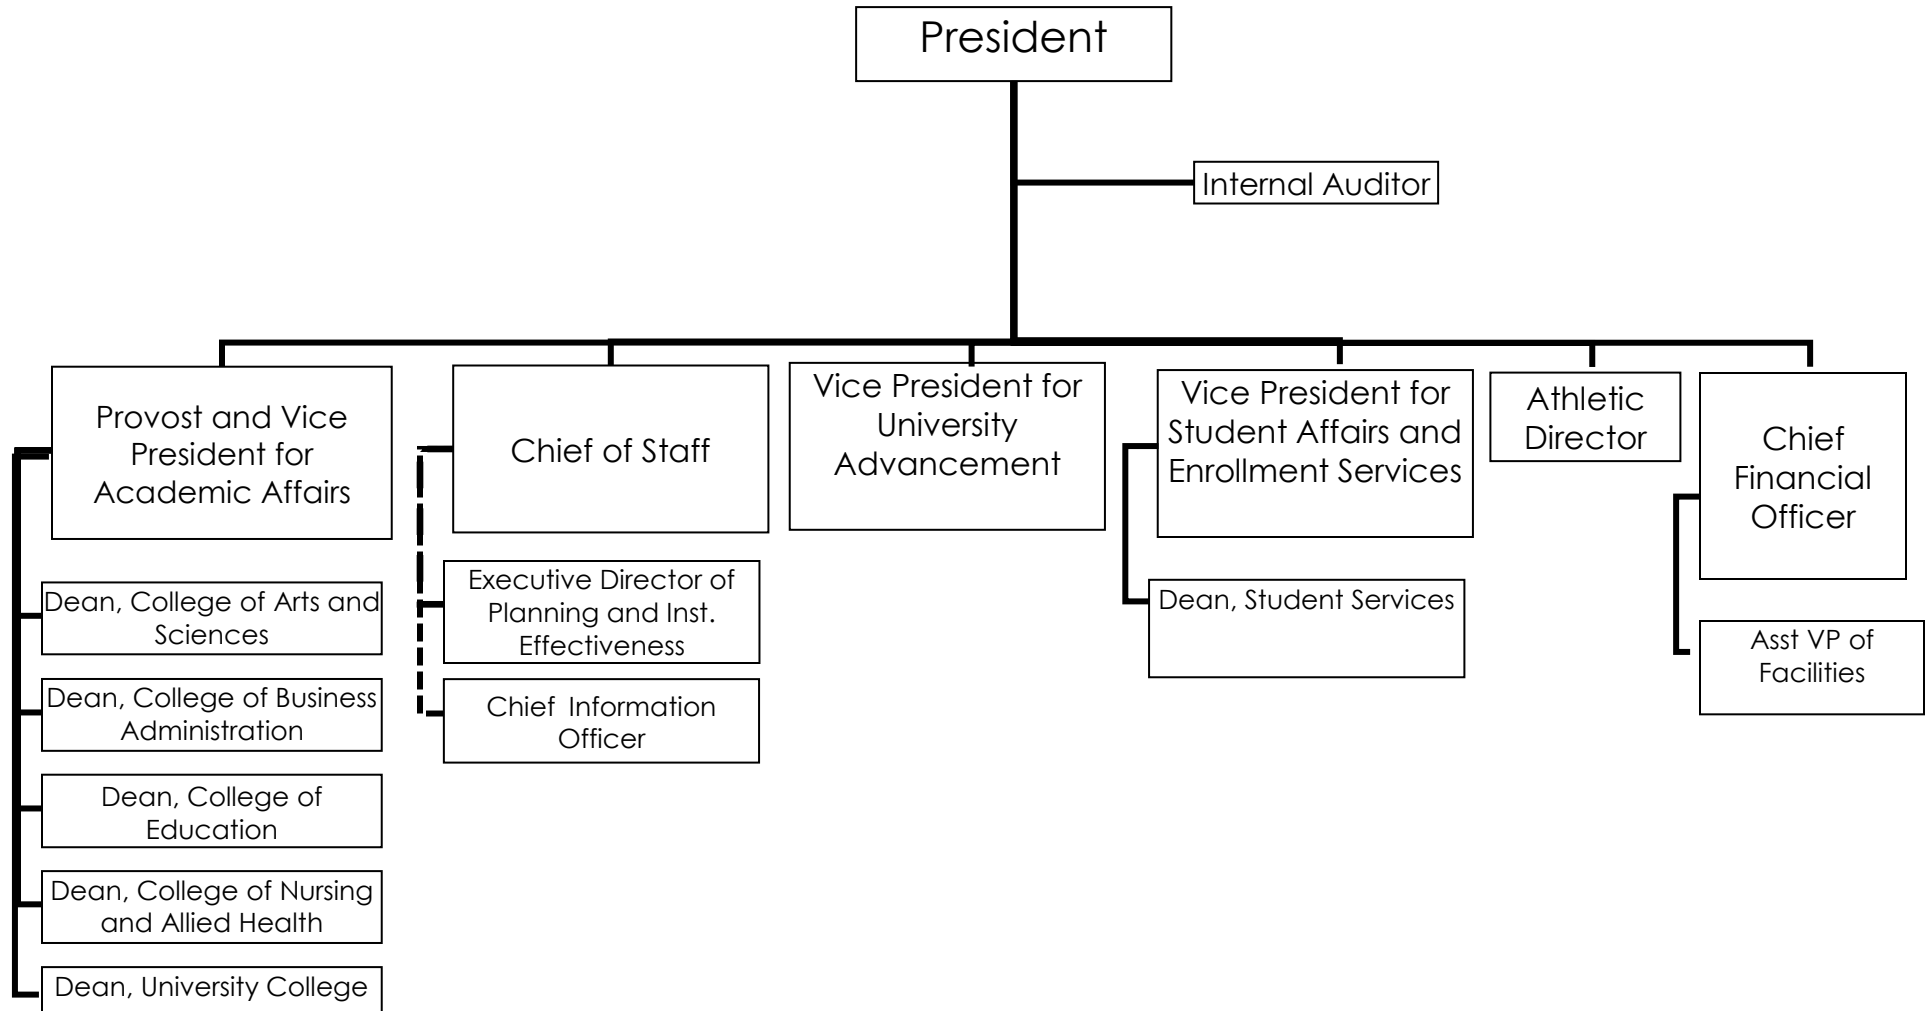 President
Internal Auditor
Provost and Vice
President for
Academic Affairs
Chief of Staff
Vice President for
University
Advancement
Vice President for
Student Affairs and
Enrollment Services
Athletic
Director
Chief
Financial
Officer
Dean, College of Arts and
Sciences
Dean, College of Business
Administration
Dean, College of
Education
Dean, College of Nursing
and Allied Health
Dean, University College
Executive Director of
Planning and Inst.
Effectiveness
Chief Information
Officer
Dean, Student Services
Asst VP of
Facilities